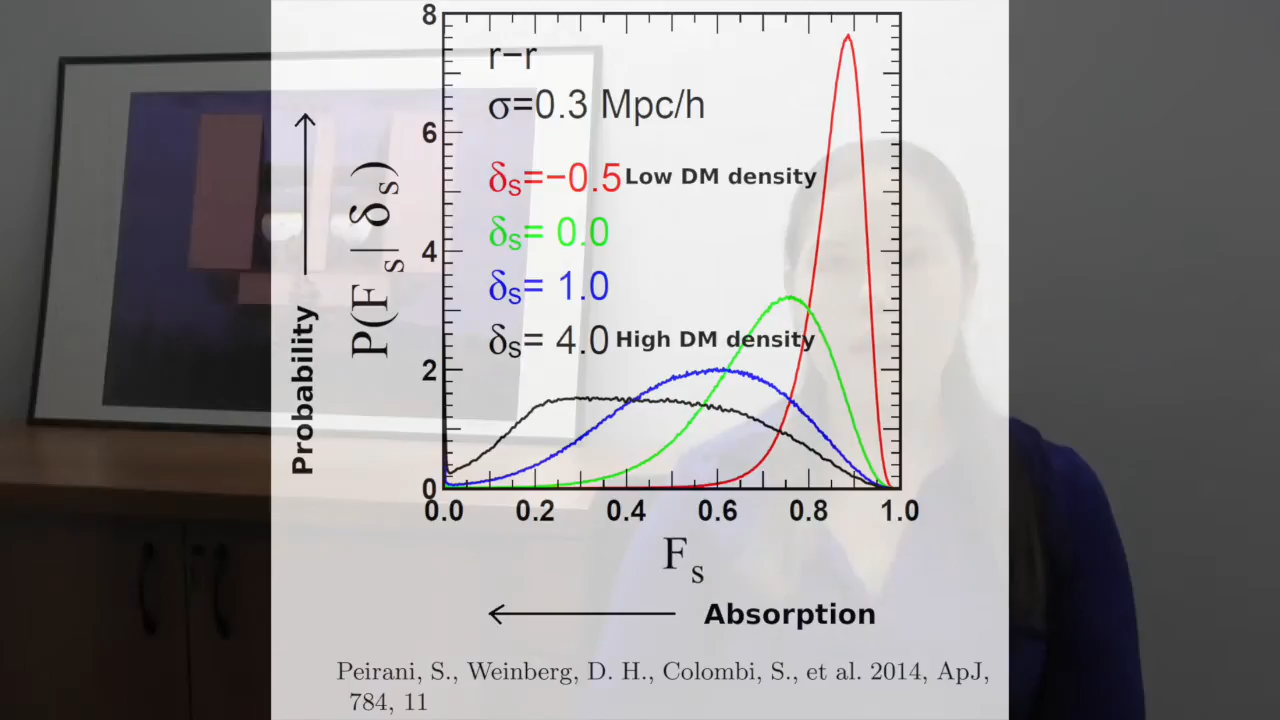 8
r−r
σ=0.3 Mpc/h
6
δs=−0.5 Low DM density
δs= 0.0
4
δs= 1.0
δs= 4.0 High DM density
2
0
Probability
P(Fs| δs)
0.0 0.2 0.4 0.6 0.8 1.0
Fs
Absorption
Peirani, S., Weinberg, D. H., Colombi, S., et al. 2014, ApJ,
784, 11